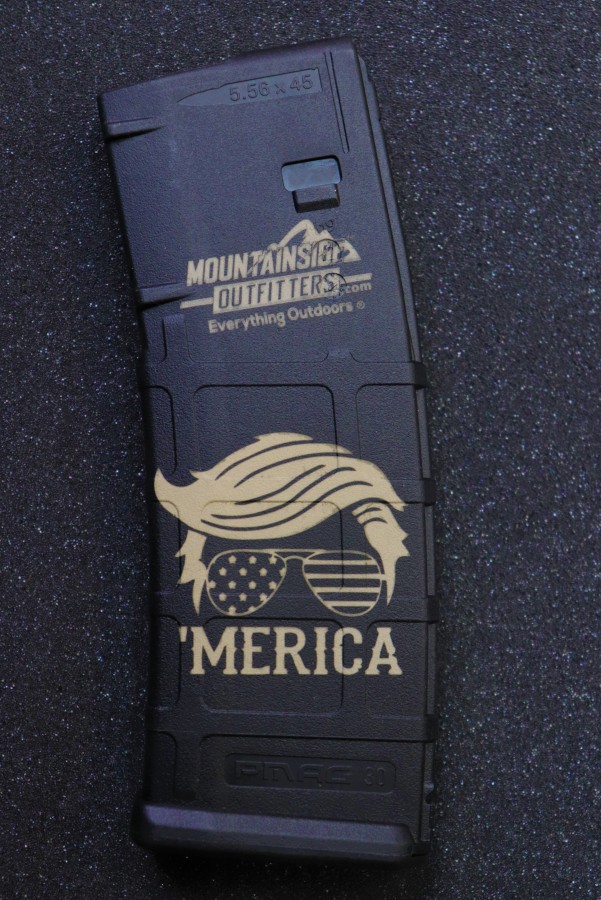 5.56 x 45
MOUNTAINSIDE
OUTFITTERS.com
Everything Outdoors ®
'MERICA
PMAG 30